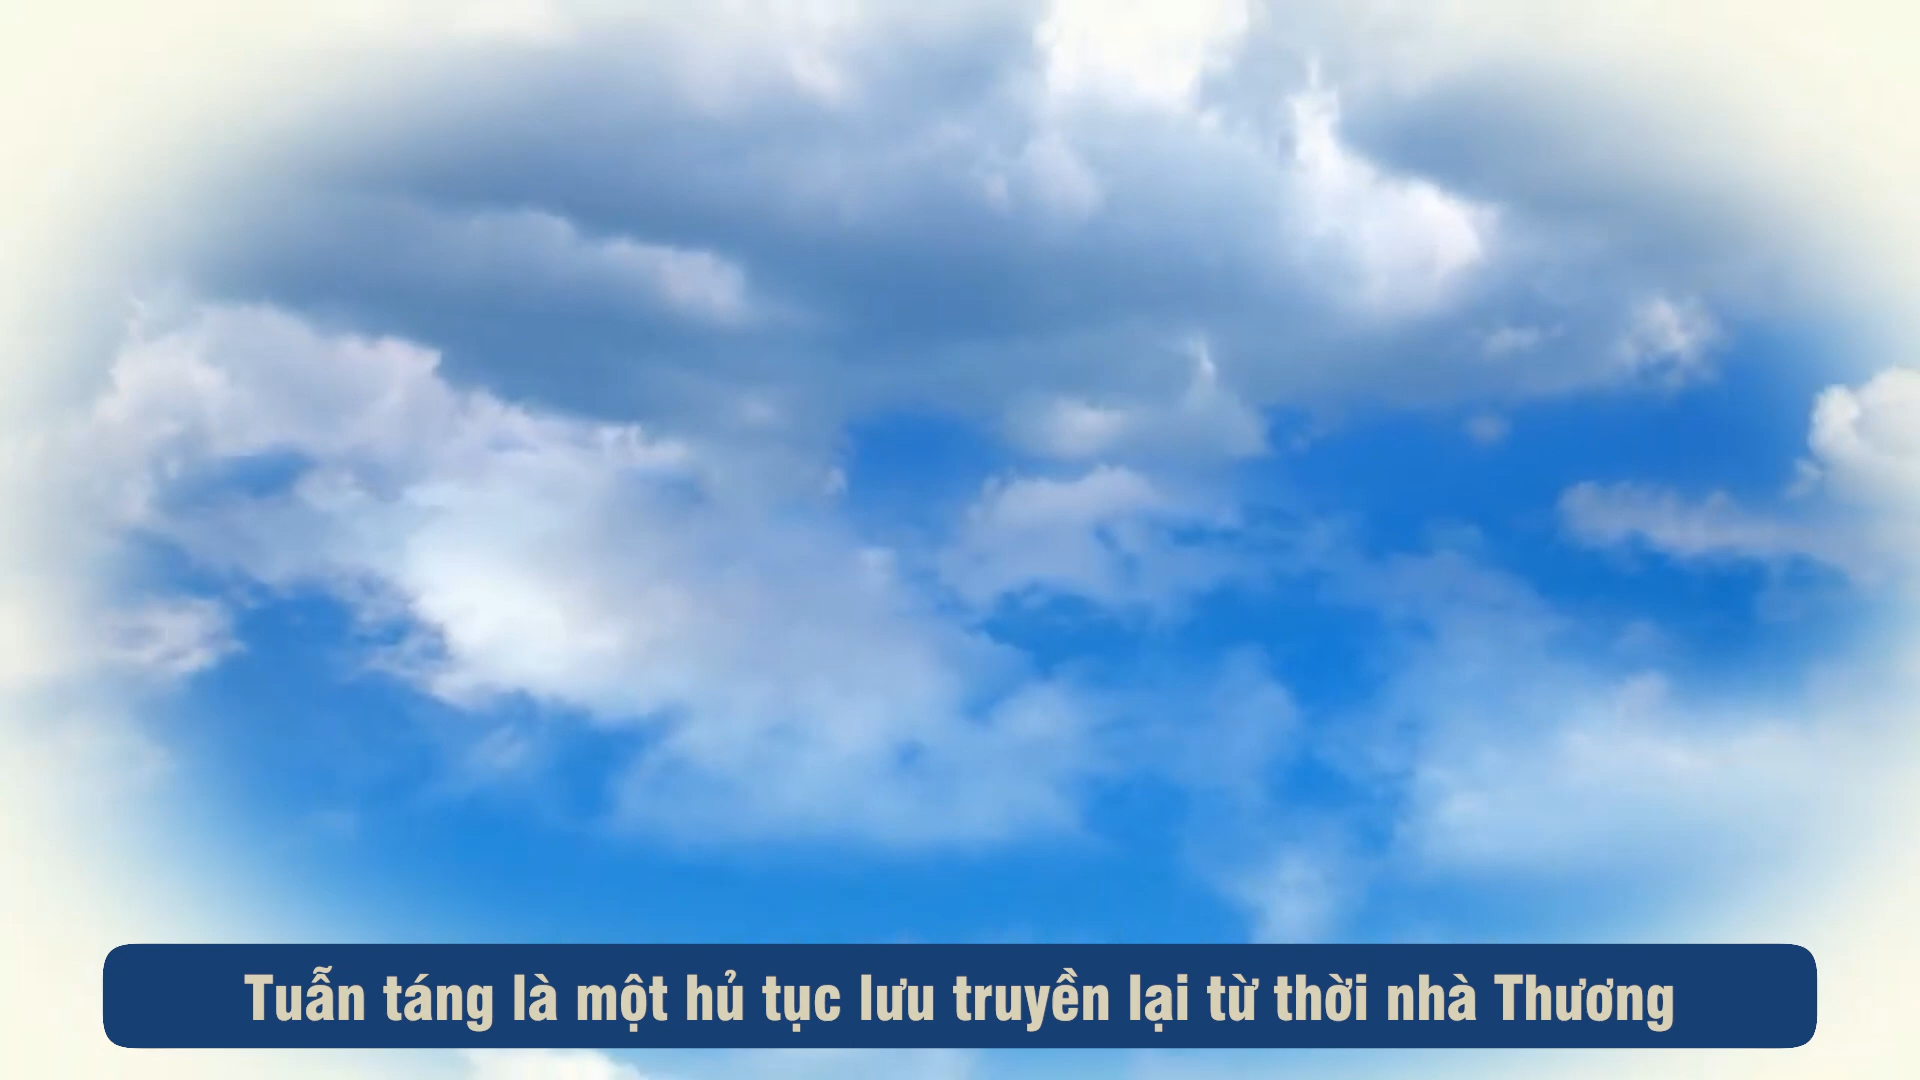 Tuẫn táng là một hủ tục lưu truyền lại từ thời nhà Thương